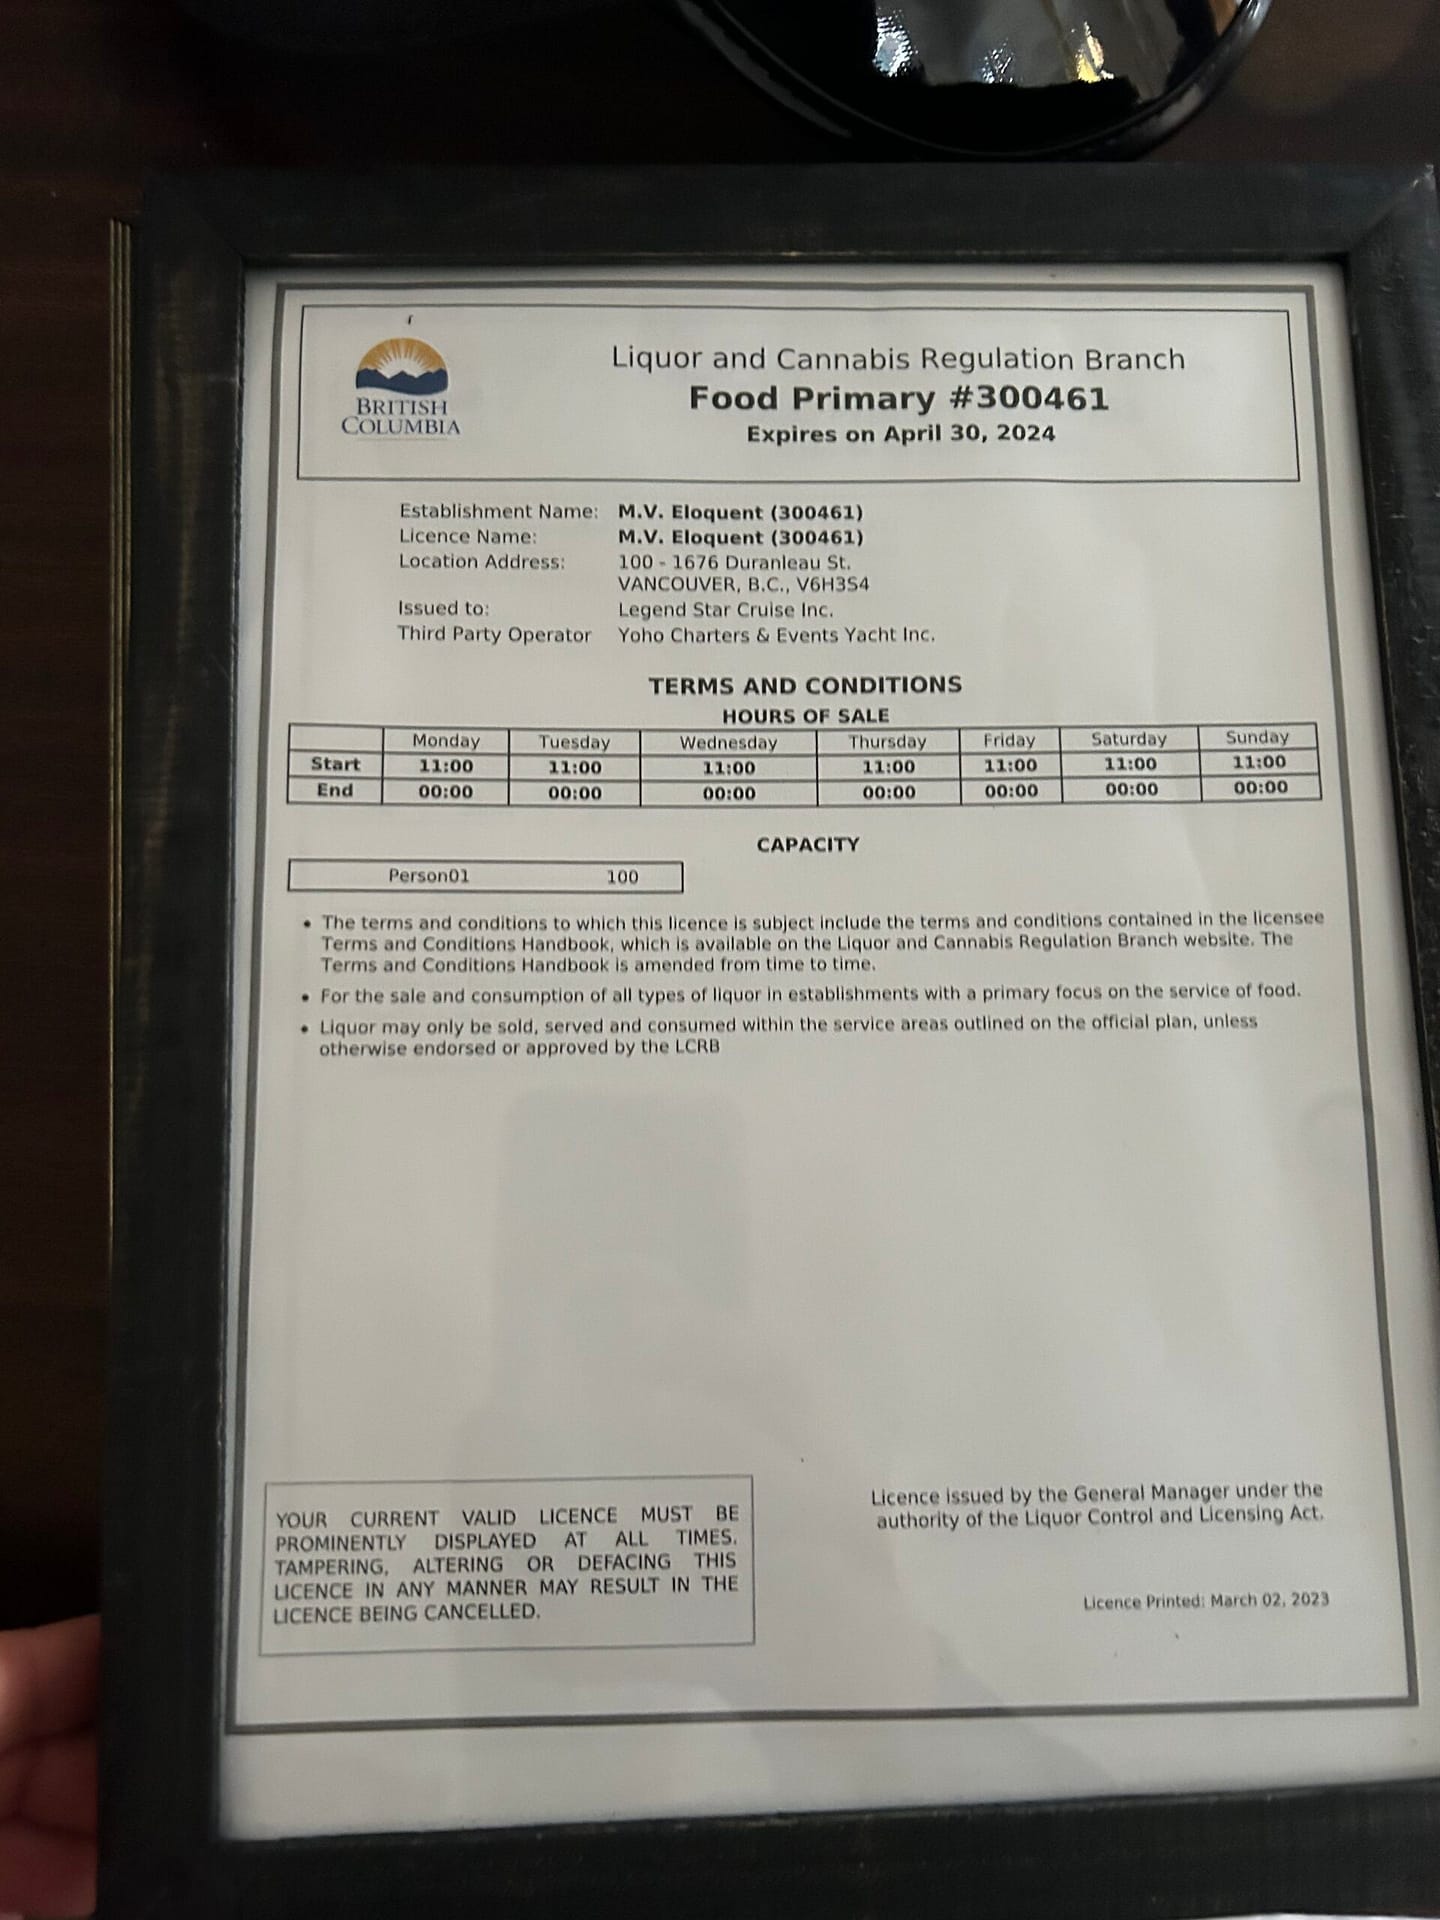 BRITISH
COLUMBIA
Liquor and Cannabis Regulation Branch
Food Primary #300461
Expires on April 30, 2024
Establishment Name: M.V. Eloquent (300461)
Licence Name: M.V. Eloquent (300461)
Location Address: 100 - 1676 Duranleau St.
VANCOUVER, B.C., V6H3S4
Issued to: Legend Star Cruise Inc.
Third Party Operator Yoho Charters & Events Yacht Inc.
TERMS AND CONDITIONS
HOURS OF SALE
Monday Tuesday Wednesday Thursday Friday Saturday Sunday
Start 11:00 11:00 11:00 11:00 11:00 11:00 11:00
End 00:00 00:00 00:00 00:00 00:00 00:00 00:00
CAPACITY
Person01 100
• The terms and conditions to which this licence is subject include the terms and conditions contained in the licensee
Terms and Conditions Handbook, which is available on the Liquor and Cannabis Regulation Branch website. The
Terms and Conditions Handbook is amended from time to time.
• For the sale and consumption of all types of liquor in establishments with a primary focus on the service of food.
• Liquor may only be sold, served and consumed within the service areas outlined on the official plan, unless
otherwise endorsed or approved by the LCRB
YOUR CURRENT VALID LICENCE MUST BE
PROMINENTLY DISPLAYED AT ALL TIMES.
TAMPERING, ALTERING OR DEFACING THIS
LICENCE IN ANY MANNER MAY RESULT IN THE
LICENCE BEING CANCELLED.
Licence issued by the General Manager under the
authority of the Liquor Control and Licensing Act.
Licence Printed: March 02, 2023